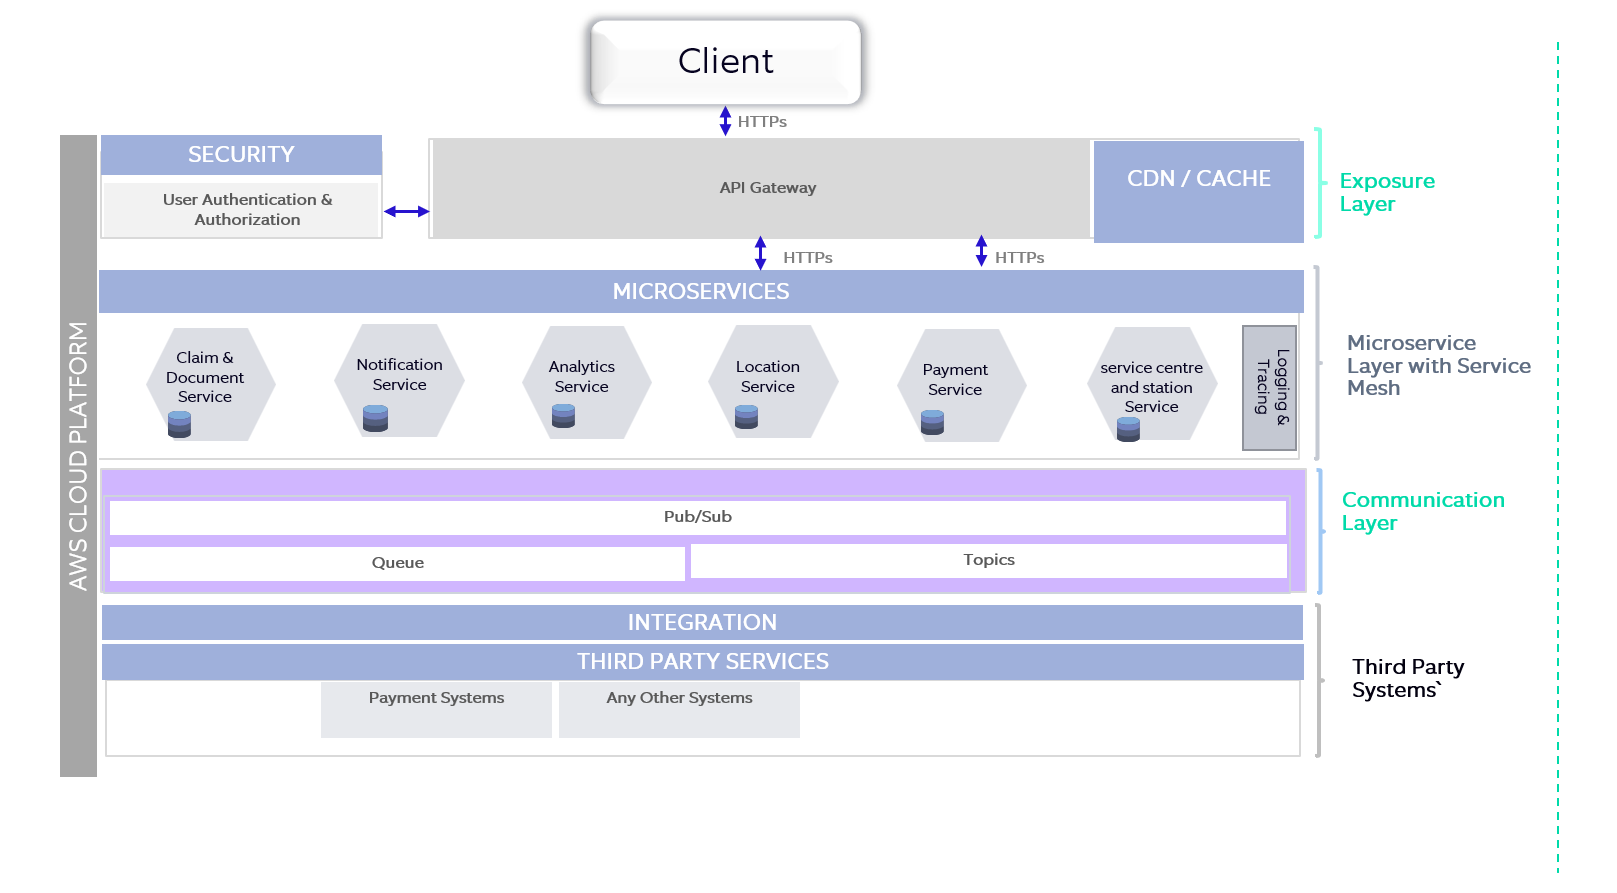 Client
HTTPs
SECURITY
User Authentication &
Authorization
API Gateway
CDN / CACHE
Exposure
Layer
HTTPs
HTTPs
AWS CLOUD PLATFORM
MICROSERVICES
Claim &
Document
Service
Notification
Service
Analytics
Service
Location
Service
Payment
Service
service centre
and station
Service
Logging &
Tracing
Microservice
Layer with Service
Mesh
Pub/Sub
Queue
Topics
Communication
Layer
INTEGRATION
THIRD PARTY SERVICES
Payment Systems
Any Other Systems
Third Party
Systems`